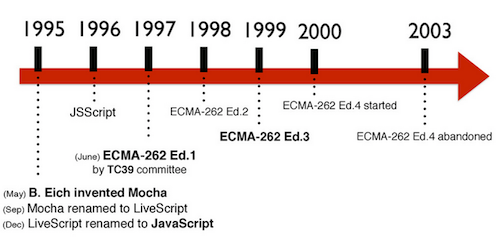 1995 1996 1997 1998 1999 2000 2003
JSScript
ECMA-262 Ed.2
ECMA-262 Ed.4 started
ECMA-262 Ed.3
ECMA-262 Ed.4 abandoned
(June) ECMA-262 Ed.1
by TC39 committee
(May) B. Eich invented Mocha
(Sep) Mocha renamed to LiveScript
(Dec) LiveScript renamed to JavaScript